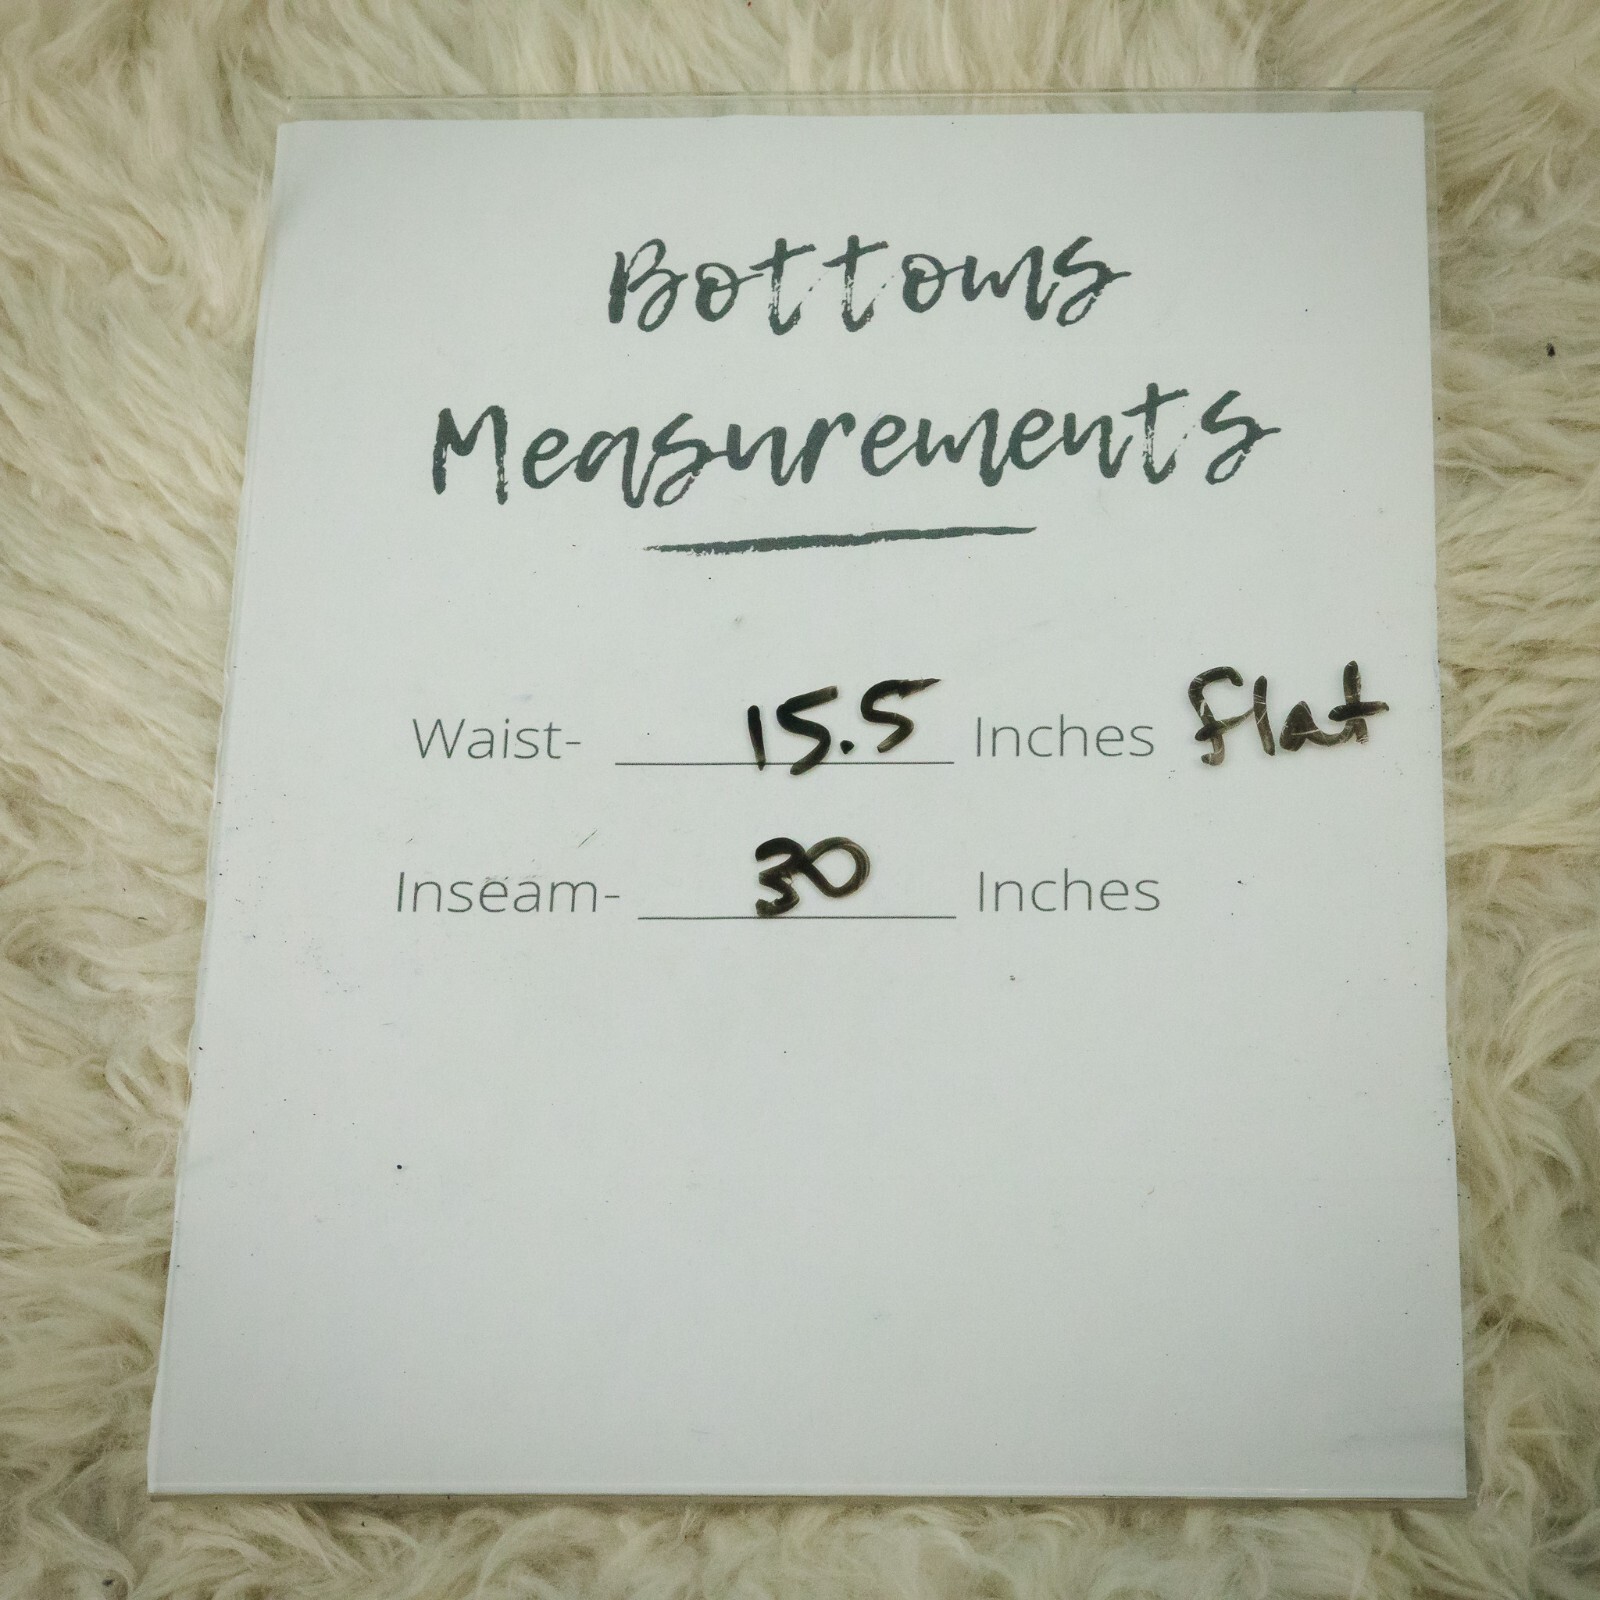 Bottoms
Measurements
Waist- 15.5 Inches flat
Inseam- 30 Inches